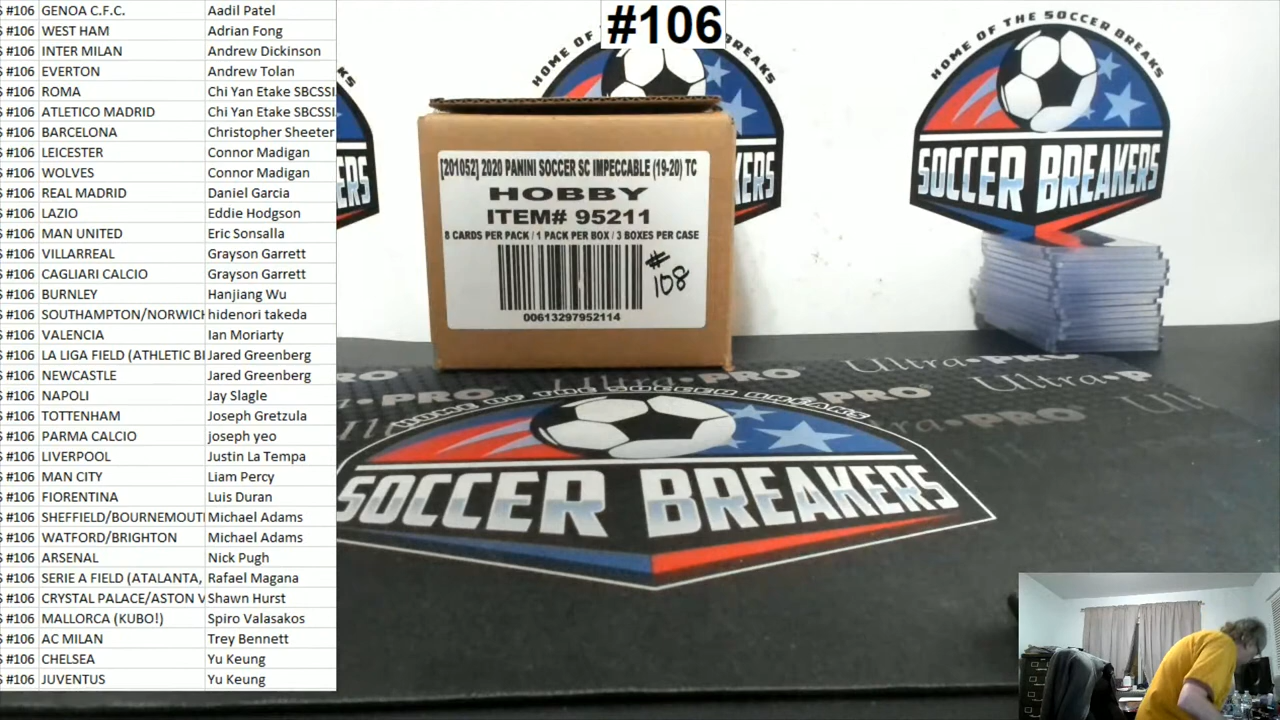 #106
$ #106 GENOA C.F.C. Aadil Patel
$ #106 WEST HAM Adrian Fong
$ #106 INTER MILAN Andrew Dickinson
$ #106 EVERTON Andrew Tolan
$ #106 ROMA Chi Yan Etake SBCSSI
$ #106 ATLETICO MADRID Chi Yan Etake SBCSSI
$ #106 BARCELONA Christopher Sheeter
$ #106 LEICESTER Connor Madigan
$ #106 WOLVES Connor Madigan
$ #106 REAL MADRID Daniel Garcia
$ #106 LAZIO Eddie Hodgson
$ #106 MAN UNITED Eric Sonsalla
$ #106 VILLARREAL Grayson Garrett
$ #106 CAGLIARI CALCIO Grayson Garrett
$ #106 BURNLEY Hanjiang Wu
$ #106 SOUTHAMPTON/NORWICH hidenori takeda
$ #106 VALENCIA Ian Moriarty
$ #106 LA LIGA FIELD (ATHLETIC BI Jared Greenberg
$ #106 NEWCASTLE Jared Greenberg
$ #106 NAPOLI Jay Slagle
$ #106 TOTTENHAM Joseph Gretzula
$ #106 PARMA CALCIO joseph yeo
$ #106 LIVERPOOL Justin La Tempa
$ #106 MAN CITY Liam Percy
$ #106 FIORENTINA Luis Duran
$ #106 SHEFFIELD/BOURNEMOUT Michael Adams
$ #106 WATFORD/BRIGHTON Michael Adams
$ #106 ARSENAL Nick Pugh
$ #106 SERIE A FIELD (ATALANTA, Rafael Magana
$ #106 CRYSTAL PALACE/ASTON V Shawn Hurst
$ #106 MALLORCA (KUBO!) Spiro Valasakos
$ #106 AC MILAN Trey Bennett
$ #106 CHELSEA Yu Keung
$ #106 JUVENTUS Yu Keung
[201052] 2020 PANINI SOCCER SC IMPECCABLE (19-20) TC
HOBBY
ITEM# 95211
8 CARDS PER PACK / 1 PACK PER BOX / 3 BOXES PER CASE
#108
00613297952114
HOME OF THE SOCCER BREAKS
HOME OF THE SOCCER BREAKS
SOCCER BREAKERS
Ultra PRO
Ultra PRO
HOME OF THE SOCCER BREAKS
SOCCER BREAKERS